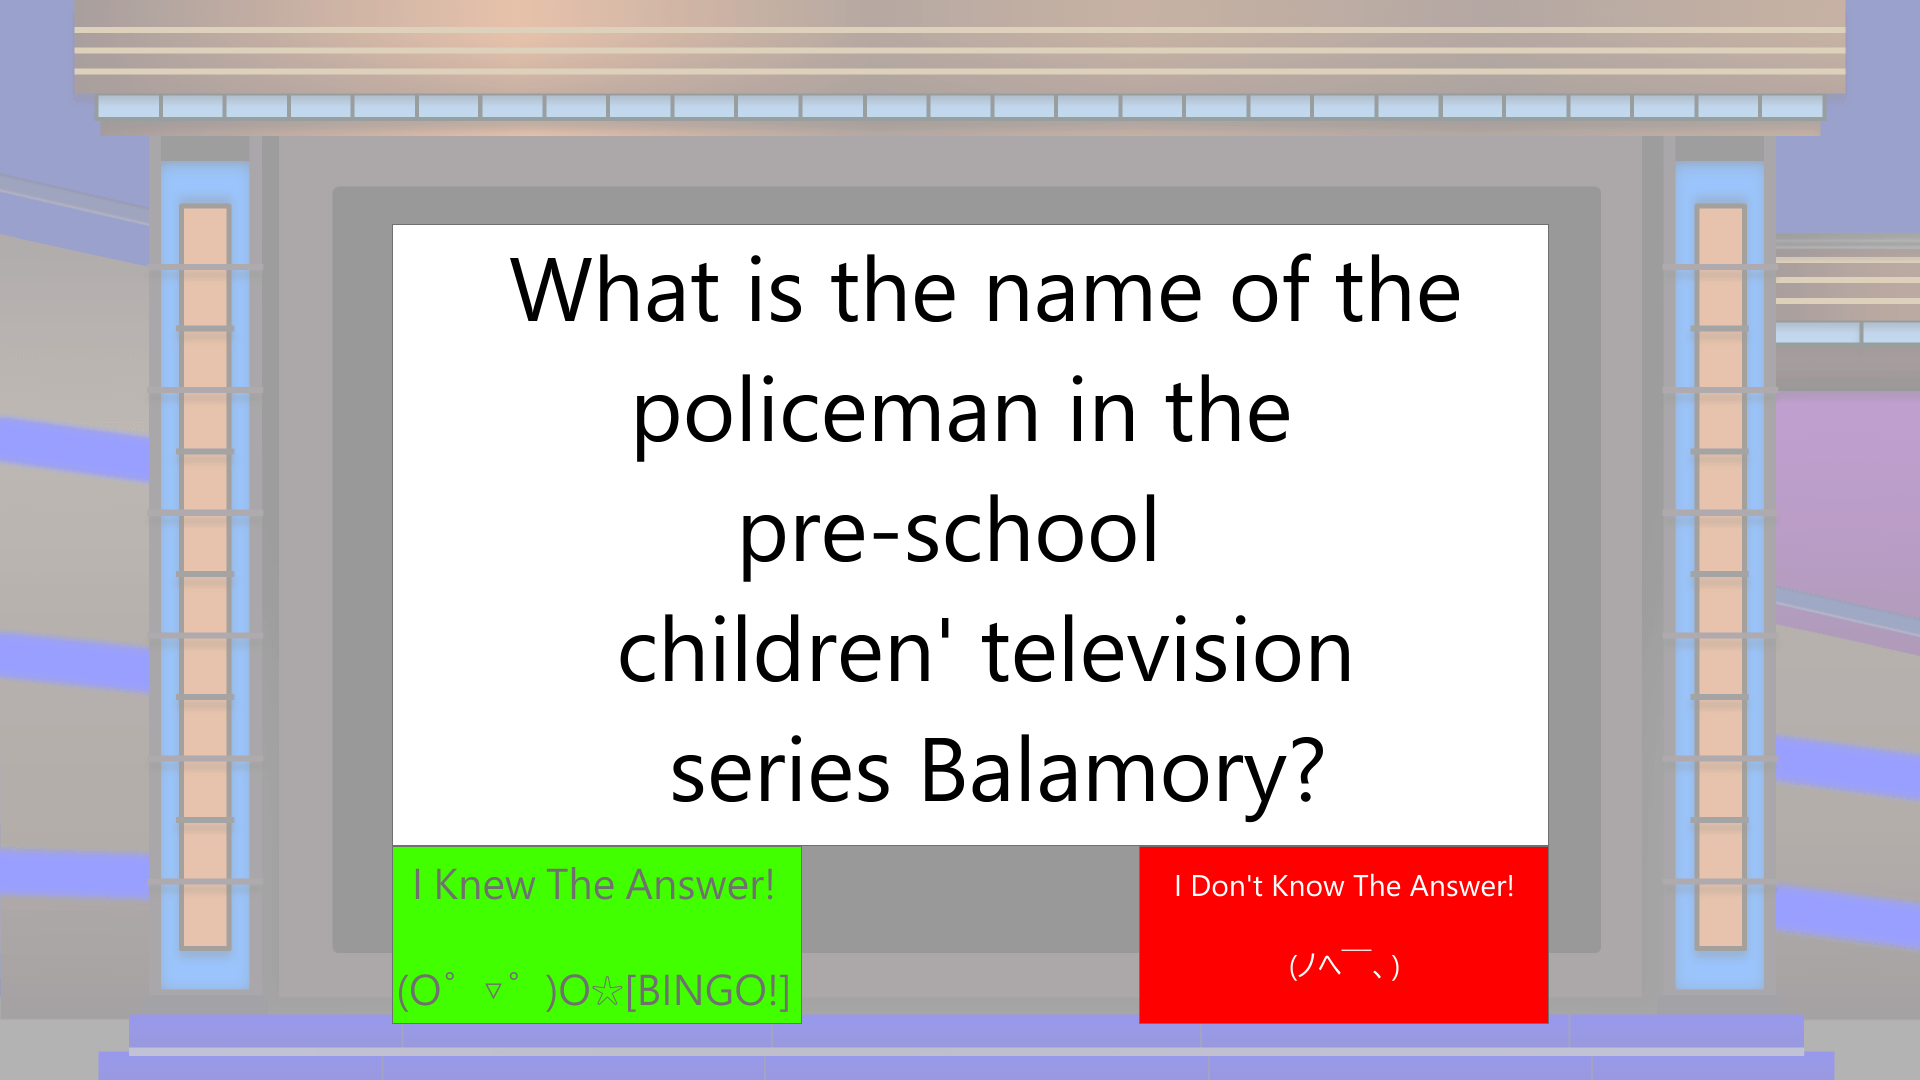 What is the name of the
policeman in the
pre-school
children' television
series Balamory?
I Knew The Answer!
(O゜▿゜)O☆[BINGO!]
I Don't Know The Answer!
(ノへ￣、)